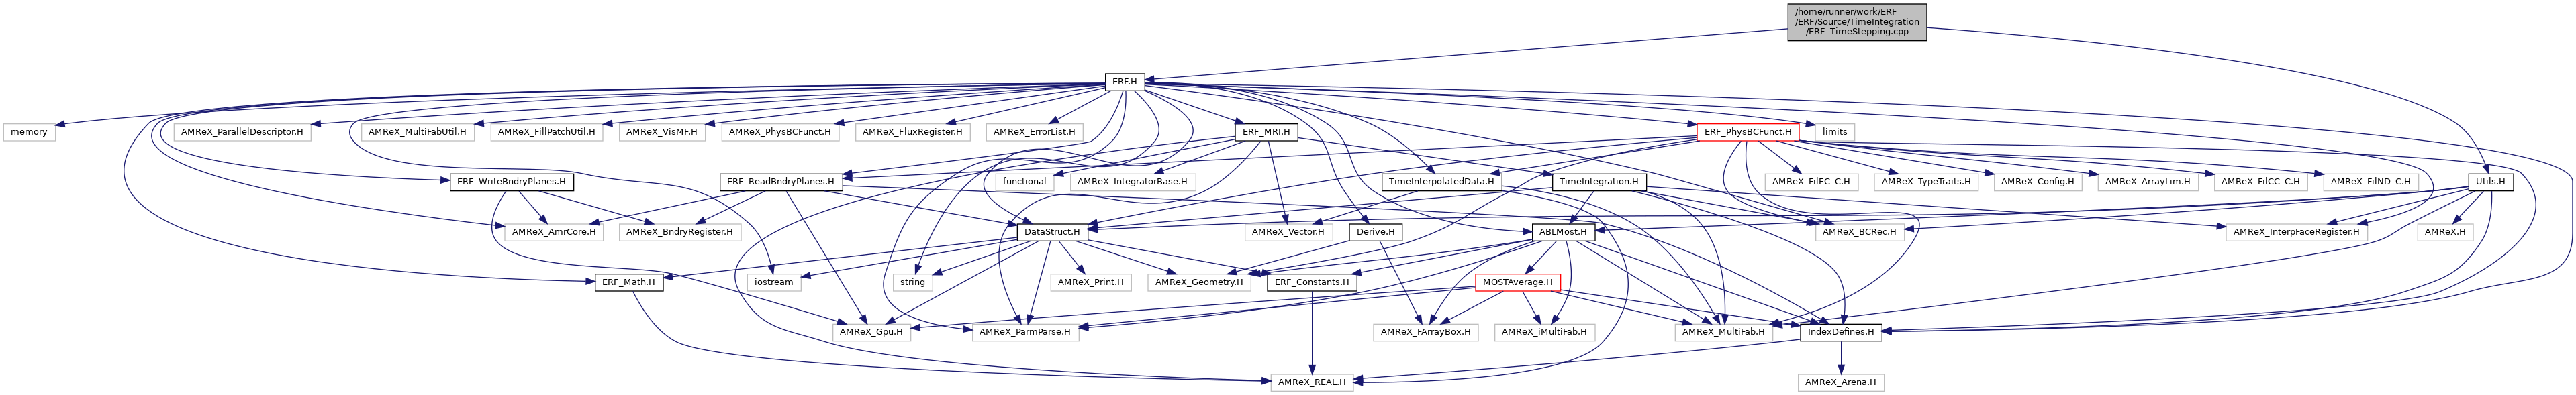 /home/runner/work/ERF
/ERF/Source/TimeIntegration
/ERF_TimeStepping.cpp
ERF.H
memory
AMReX_ParallelDescriptor.H
AMReX_MultiFabUtil.H
AMReX_FillPatchUtil.H
AMReX_VisMF.H
AMReX_PhysBCFunct.H
AMReX_FluxRegister.H
AMReX_ErrorList.H
ERF_MRI.H
ERF_PhysBCFunct.H
limits
ERF_WriteBndryPlanes.H
ERF_ReadBndryPlanes.H
functional
AMReX_IntegratorBase.H
TimeInterpolatedData.H
TimeIntegration.H
AMReX_FilFC_C.H
AMReX_TypeTraits.H
AMReX_Config.H
AMReX_ArrayLim.H
AMReX_FilCC_C.H
AMReX_FilND_C.H
Utils.H
AMReX_AmrCore.H
AMReX_BndryRegister.H
DataStruct.H
AMReX_Vector.H
Derive.H
ABLMost.H
AMReX_BCRec.H
AMReX_InterpFaceRegister.H
AMReX.H
ERF_Math.H
iostream
string
AMReX_Print.H
AMReX_Geometry.H
ERF_Constants.H
MOSTAverage.H
AMReX_Gpu.H
AMReX_ParmParse.H
AMReX_FArrayBox.H
AMReX_iMultiFab.H
AMReX_MultiFab.H
IndexDefines.H
AMReX_REAL.H
AMReX_Arena.H